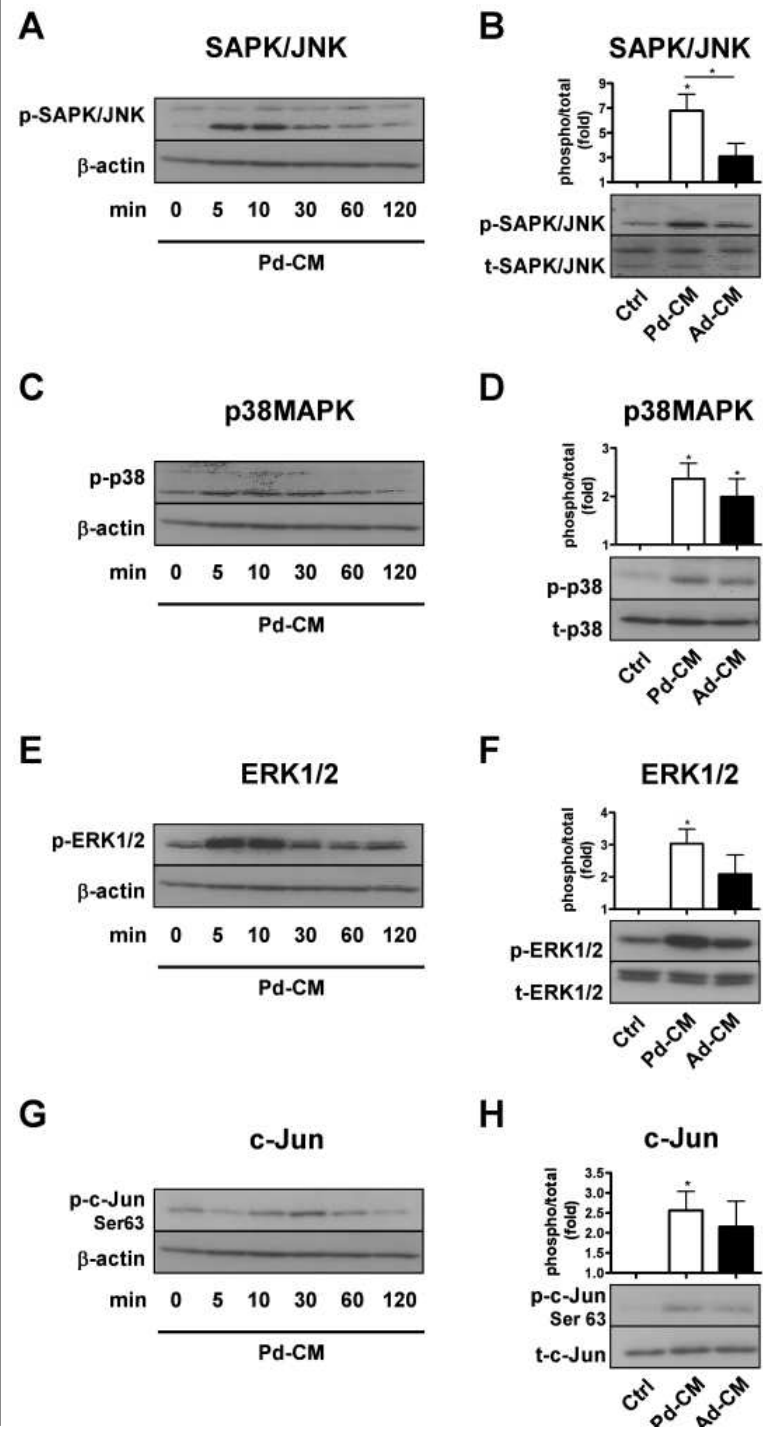 A
SAPK/JNK
p-SAPK/JNK
β-actin
min 0 5 10 30 60 120
Pd-CM
B
SAPK/JNK
phospho/total
(fold)
9
7
5
3
1
*
*
p-SAPK/JNK
t-SAPK/JNK
Ctrl
Pd-CM
Ad-CM
C
p38MAPK
p-p38
β-actin
min 0 5 10 30 60 120
Pd-CM
D
p38MAPK
phospho/total
(fold)
3
2
1
*
*
p-p38
t-p38
Ctrl
Pd-CM
Ad-CM
E
ERK1/2
p-ERK1/2
β-actin
min 0 5 10 30 60 120
Pd-CM
F
ERK1/2
phospho/total
(fold)
4
3
2
1
*
p-ERK1/2
t-ERK1/2
Ctrl
Pd-CM
Ad-CM
G
c-Jun
p-c-Jun
Ser63
β-actin
min 0 5 10 30 60 120
Pd-CM
H
c-Jun
phospho/total
(fold)
3.5
3.0
2.5
2.0
1.5
1.0
*
p-c-Jun
Ser 63
t-c-Jun
Ctrl
Pd-CM
Ad-CM